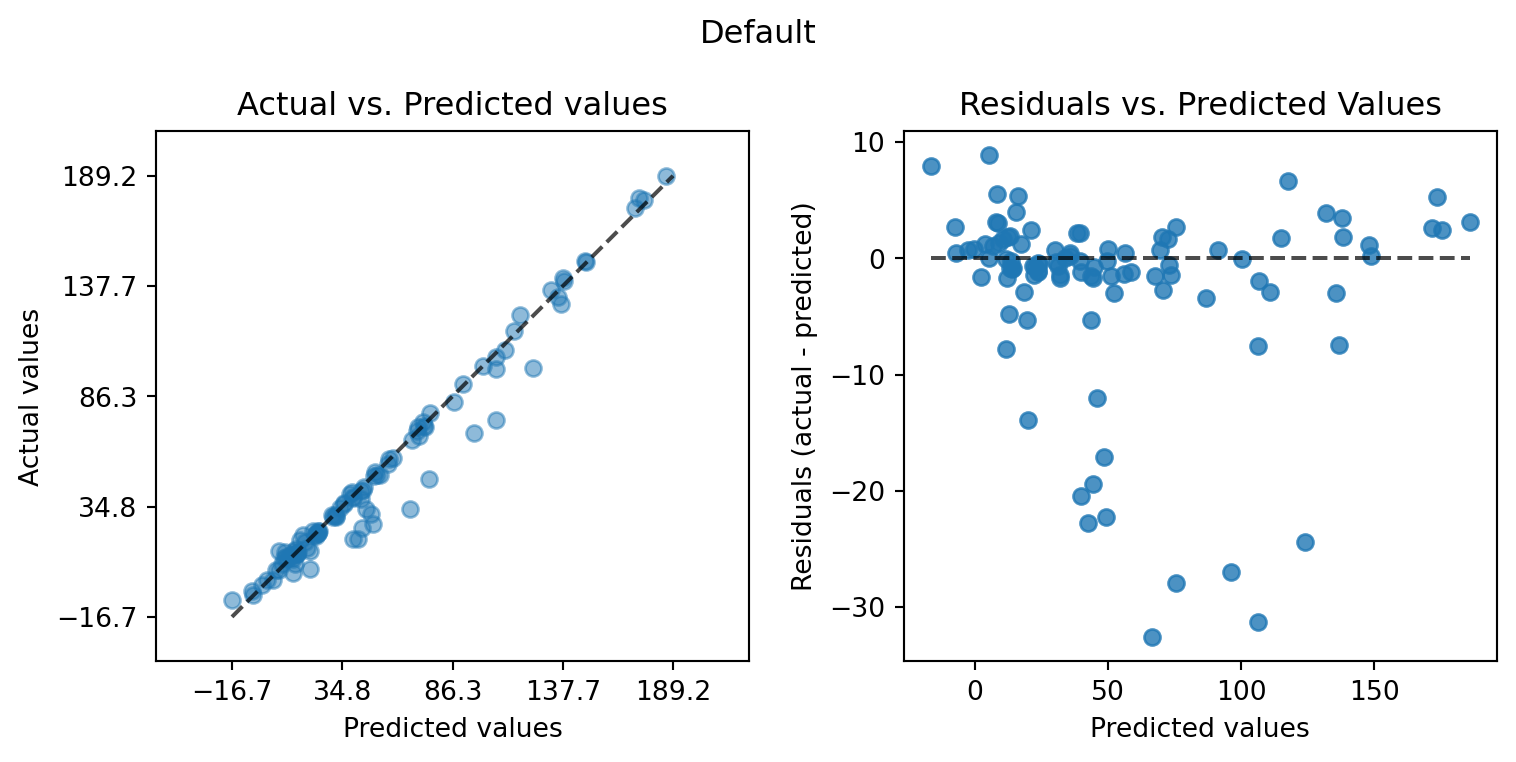 Default
Actual vs. Predicted values
189.2
137.7
86.3
34.8
−16.7
Actual values
−16.7 34.8 86.3 137.7 189.2
Predicted values
Residuals vs. Predicted Values
10
0
−10
−20
−30
Residuals (actual - predicted)
0 50 100 150
Predicted values